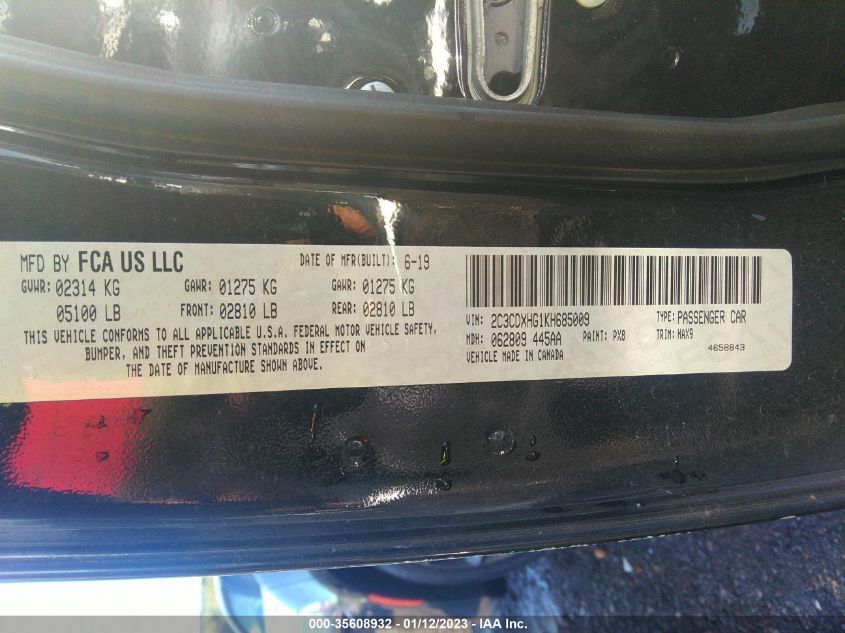 MFD BY FCA US LLC DATE OF MFR(BUILT): 6-19
GVWR: 02314 KG GAWR: 01275 KG GAWR: 01275 KG
05100 LB FRONT: 02810 LB REAR: 02810 LB
THIS VEHICLE CONFORMS TO ALL APPLICABLE U.S.A. FEDERAL MOTOR VEHICLE SAFETY,
BUMPER, AND THEFT PREVENTION STANDARDS IN EFFECT ON
THE DATE OF MANUFACTURE SHOWN ABOVE.
VIN: 2C3CDXHG1KH685009 TYPE: PASSENGER CAR
MDH: 062809 445AA PAINT: PX8 TRIM: MAX9
VEHICLE MADE IN CANADA 4658843
000-35608932 - 01/12/2023 - IAA Inc.